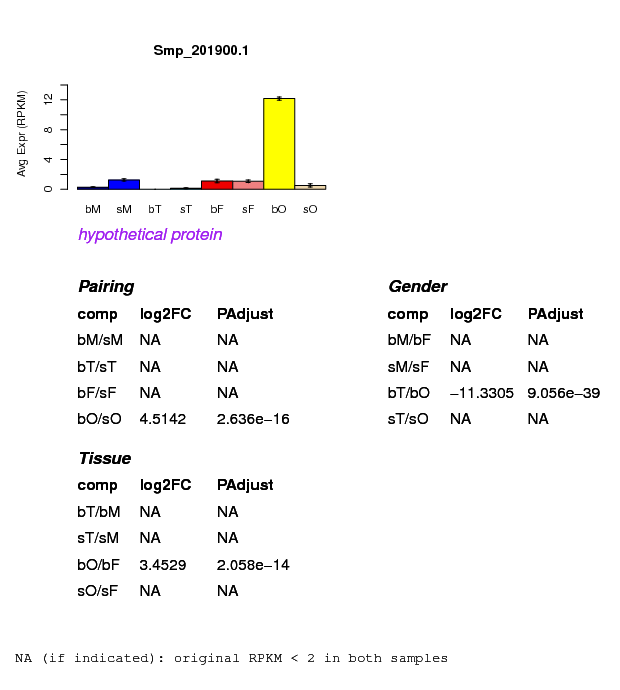 Smp_201900.1
Avg Expr (RPKM)
12
8
4
0
bM sM bT sT bF sF bO sO
hypothetical protein
Pairing
comp log2FC PAdjust
bM/sM NA NA
bT/sT NA NA
bF/sF NA NA
bO/sO 4.5142 2.636e−16
Gender
comp log2FC PAdjust
bM/bF NA NA
sM/sF NA NA
bT/bO −11.3305 9.056e−39
sT/sO NA NA
Tissue
comp log2FC PAdjust
bT/bM NA NA
sT/sM NA NA
bO/bF 3.4529 2.058e−14
sO/sF NA NA
NA (if indicated): original RPKM < 2 in both samples